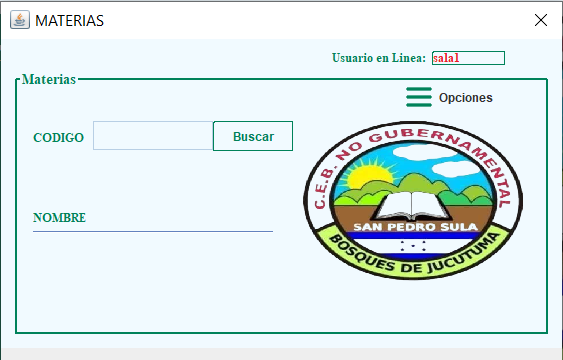 MATERIAS
Usuario en Linea: sala1
Materias
Opciones
CODIGO
Buscar
NOMBRE
C.E.B. NO GUBERNAMENTAL
SAN PEDRO SULA
BOSQUES DE JUCUTUMA